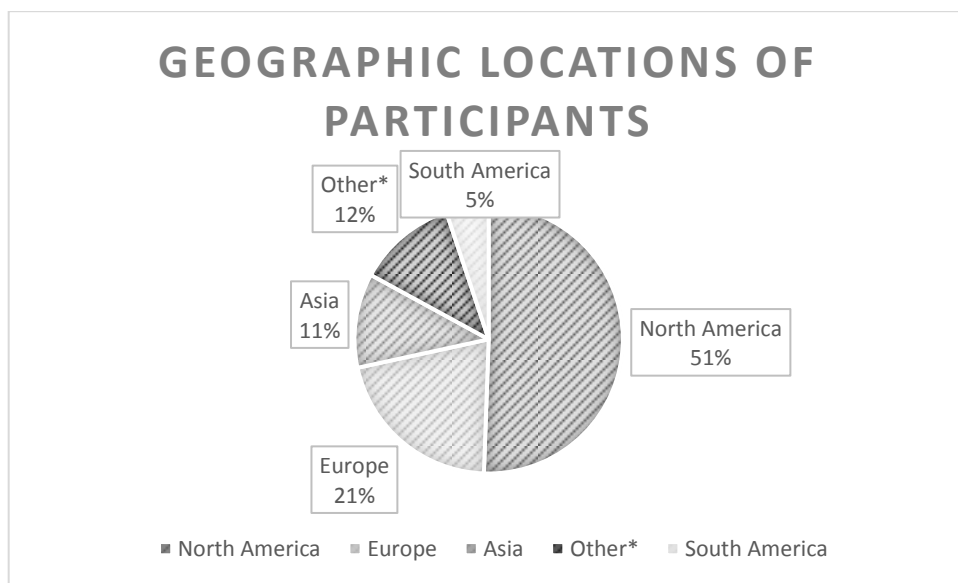 GEOGRAPHIC LOCATIONS OF
PARTICIPANTS
South America
5%
Other*
12%
Asia
11%
North America
51%
Europe
21%
North America Europe Asia Other* South America